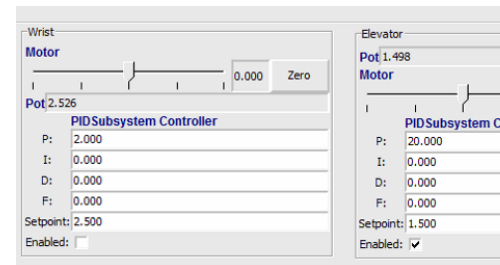 Wrist
Motor
0.000 Zero
Pot 2.526
PIDSubsystem Controller
P: 2.000
I: 0.000
D: 0.000
F: 0.000
Setpoint: 2.500
Enabled:
Elevator
Pot 1.498
Motor
PIDSubsystem C
P: 20.000
I: 0.000
D: 0.000
F: 0.000
Setpoint: 1.500
Enabled: